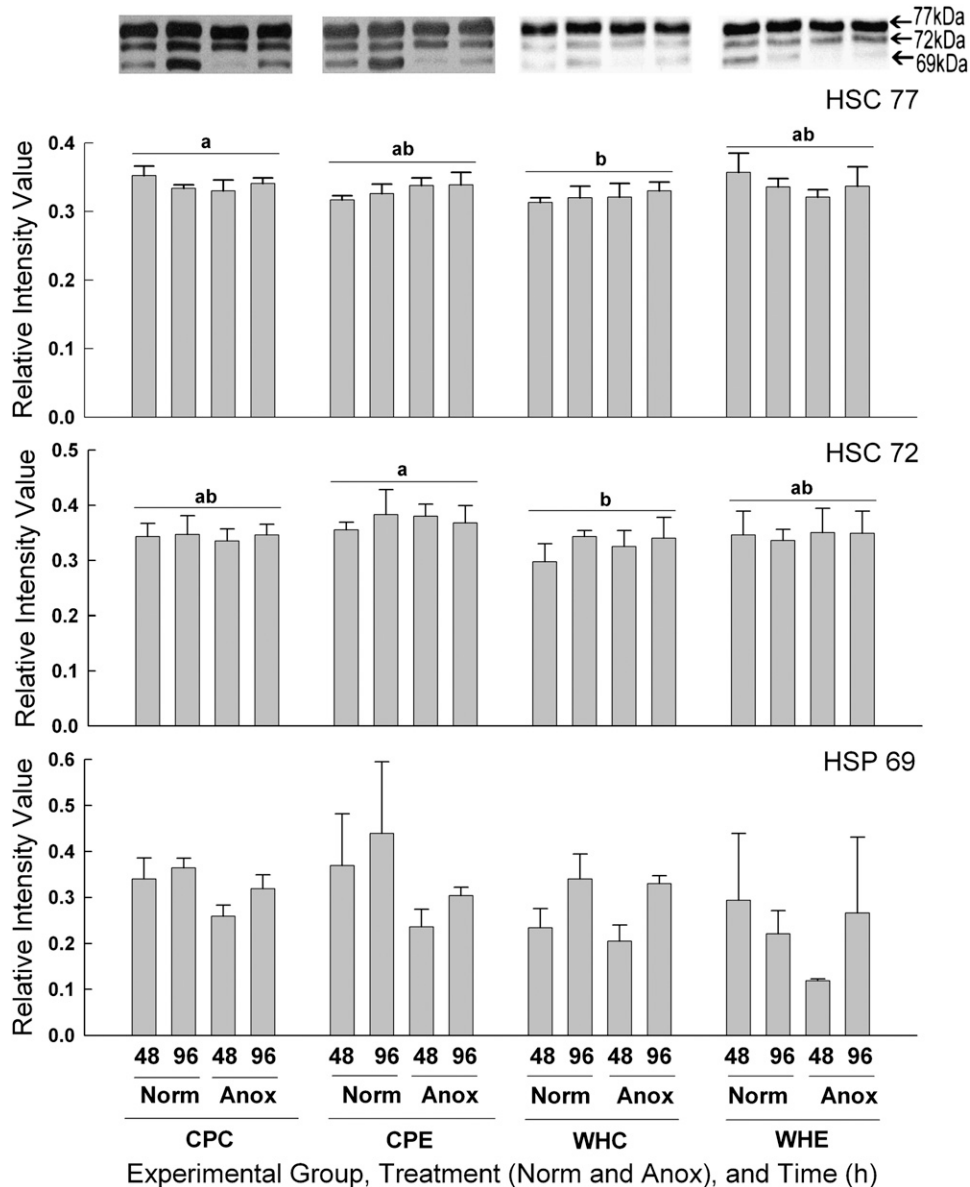 77kDa
72kDa
69kDa
HSC 77
Relative Intensity Value
0.4
0.3
0.2
0.1
0.0
a
ab
b
ab
HSC 72
Relative Intensity Value
0.5
0.4
0.3
0.2
0.1
0.0
ab
a
b
ab
HSP 69
Relative Intensity Value
0.6
0.5
0.4
0.3
0.2
0.1
0.0
48 96 48 96 48 96 48 96 48 96 48 96 48 96 48 96
Norm Anox Norm Anox Norm Anox Norm Anox
CPC CPE WHC WHE
Experimental Group, Treatment (Norm and Anox), and Time (h)